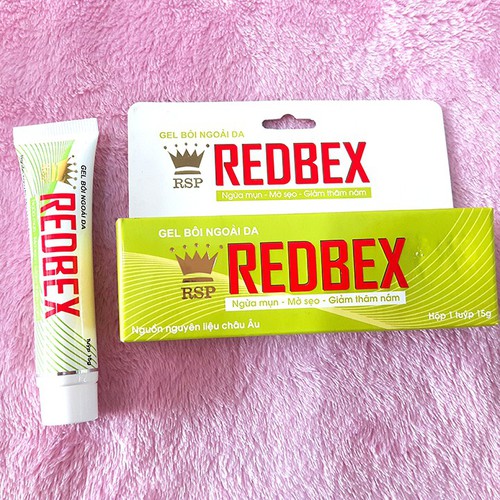 GEL BÔI NGOÀI DA
RSP
REDBEX
Ngừa mụn - Mờ sẹo - Giảm thâm nám
GEL BÔI NGOÀI DA
RSP
REDBEX
Ngừa mụn - Mờ sẹo - Giảm thâm nám
Nguồn nguyên liệu châu Âu
Hộp 1 tuýp 15g
GEL BÔI NGOÀI DA
REDBEX
tuýp 15g